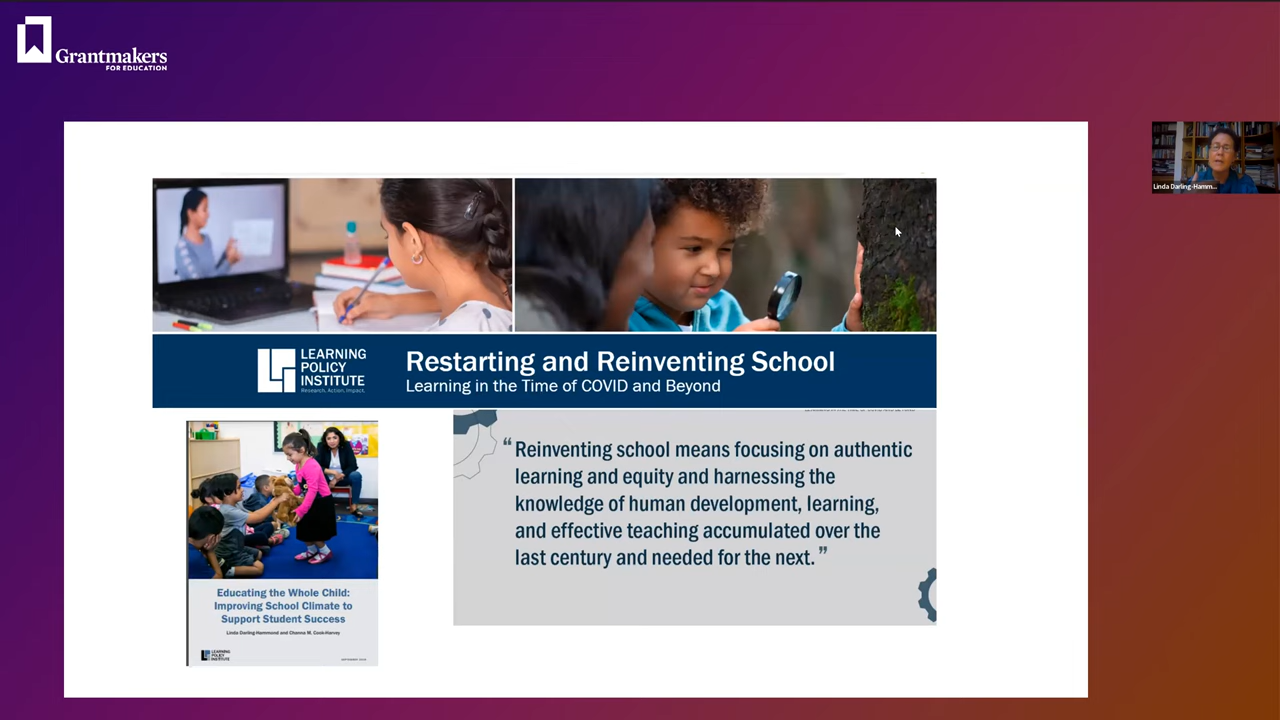 Grantmakers
FOR EDUCATION
Linda Darling-Hamm...
LEARNING
POLICY
INSTITUTE
Research. Action. Impact.
Restarting and Reinventing School
Learning in the Time of COVID and Beyond
“Reinventing school means focusing on authentic
learning and equity and harnessing the
knowledge of human development, learning,
and effective teaching accumulated over the
last century and needed for the next.”
Educating the Whole Child:
Improving School Climate to
Support Student Success
Linda Darling-Hammond and Channa M. Cook-Harvey
LEARNING
POLICY
INSTITUTE